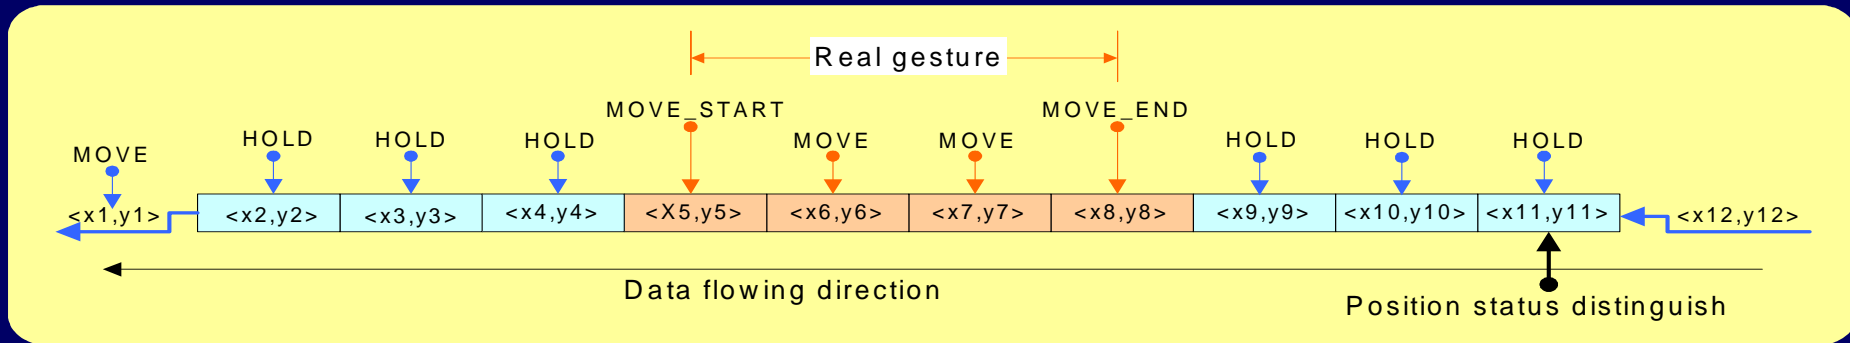 Real gesture
MOVE_START
MOVE_END
MOVE
HOLD
HOLD
HOLD
MOVE
MOVE
HOLD
HOLD
HOLD
<x1,y1>
<x2,y2>
<x3,y3>
<x4,y4>
<X5,y5>
<x6,y6>
<x7,y7>
<x8,y8>
<x9,y9>
<x10,y10>
<x11,y11>
<x12,y12>
Data flowing direction
Position status distinguish